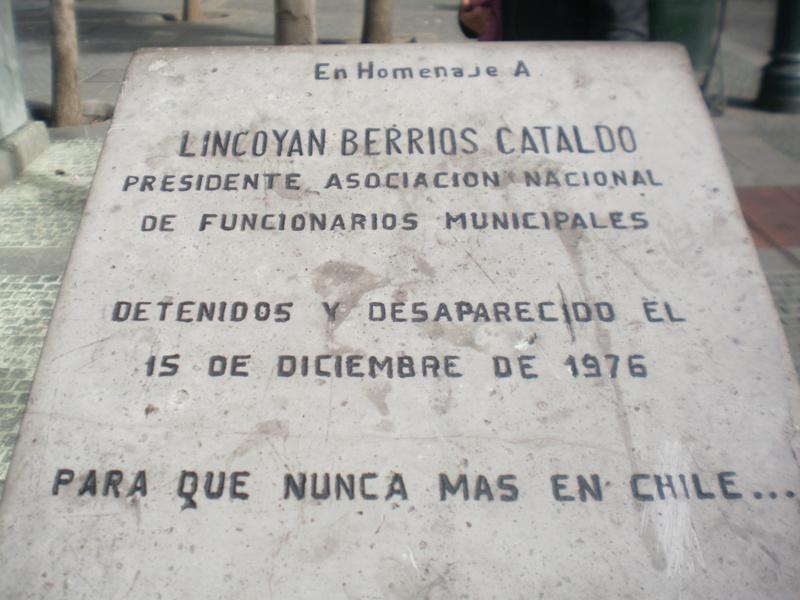 En Homenaje A
LINCOYAN BERRIOS CATALDO
PRESIDENTE ASOCIACION NACIONAL
DE FUNCIONARIOS MUNICIPALES
DETENIDOS Y DESAPARECIDO EL
15 DE DICIEMBRE DE 1976
PARA QUE NUNCA MAS EN CHILE...